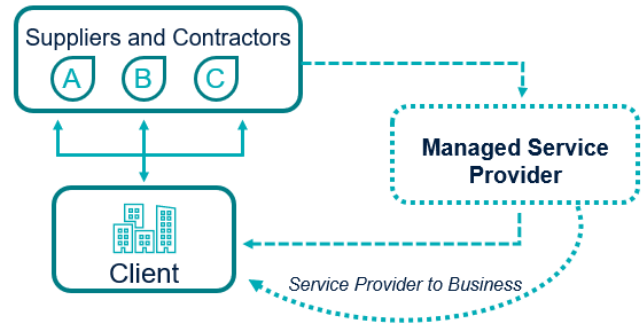 Suppliers and Contractors
A B C
Managed Service
Provider
Client
Service Provider to Business